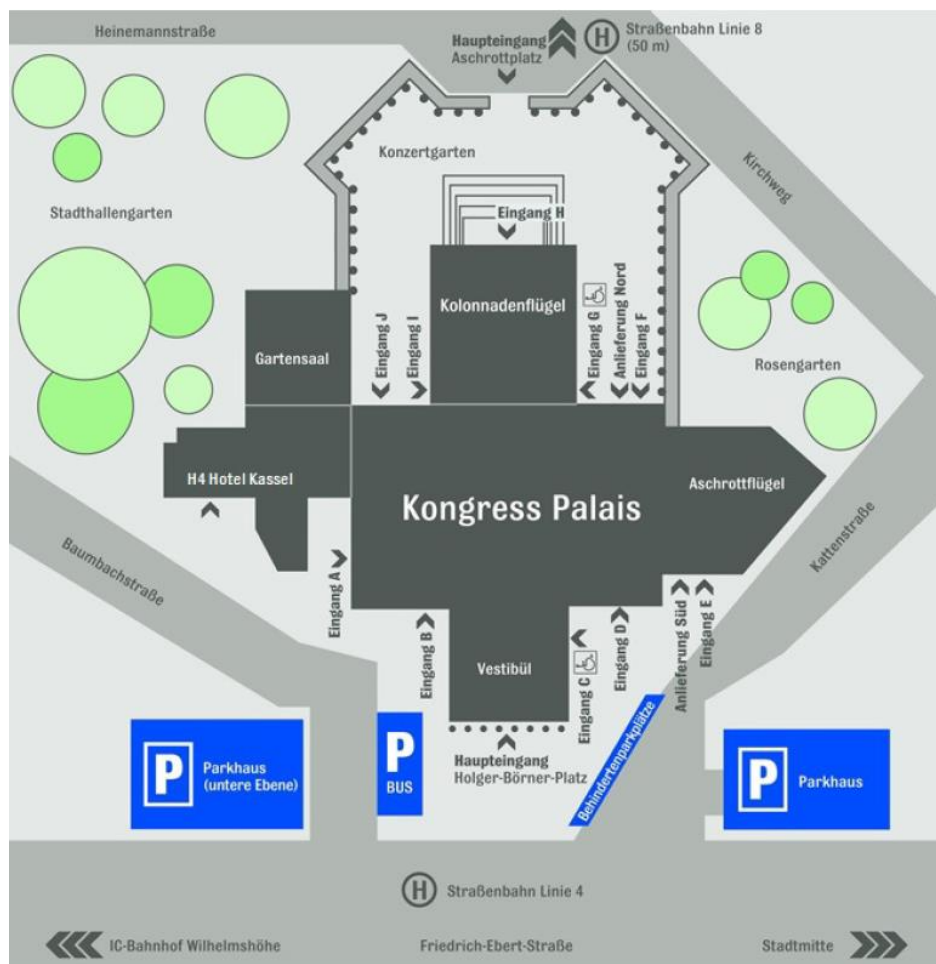 Heinemannstraße
Haupteingang
Aschrottplatz
H
Straßenbahn Linie 8
(50 m)
Konzertgarten
Kirchweg
Stadthallengarten
Eingang H
Kolonnadenflügel
Gartensaal
Eingang J
Eingang I
Eingang G
Anlieferung Nord
Eingang F
Rosengarten
H4 Hotel Kassel
Kongress Palais
Aschrottflügel
Baumbachstraße
Kattenstraße
Eingang A
Eingang B
Vestibül
Eingang C
Eingang D
Anlieferung Süd
Eingang E
Haupteingang
Holger-Börner-Platz
Behindertenparkplätze
P
Parkhaus
(untere Ebene)
P
BUS
P
Parkhaus
H
Straßenbahn Linie 4
IC-Bahnhof Wilhelmshöhe
Friedrich-Ebert-Straße
Stadtmitte